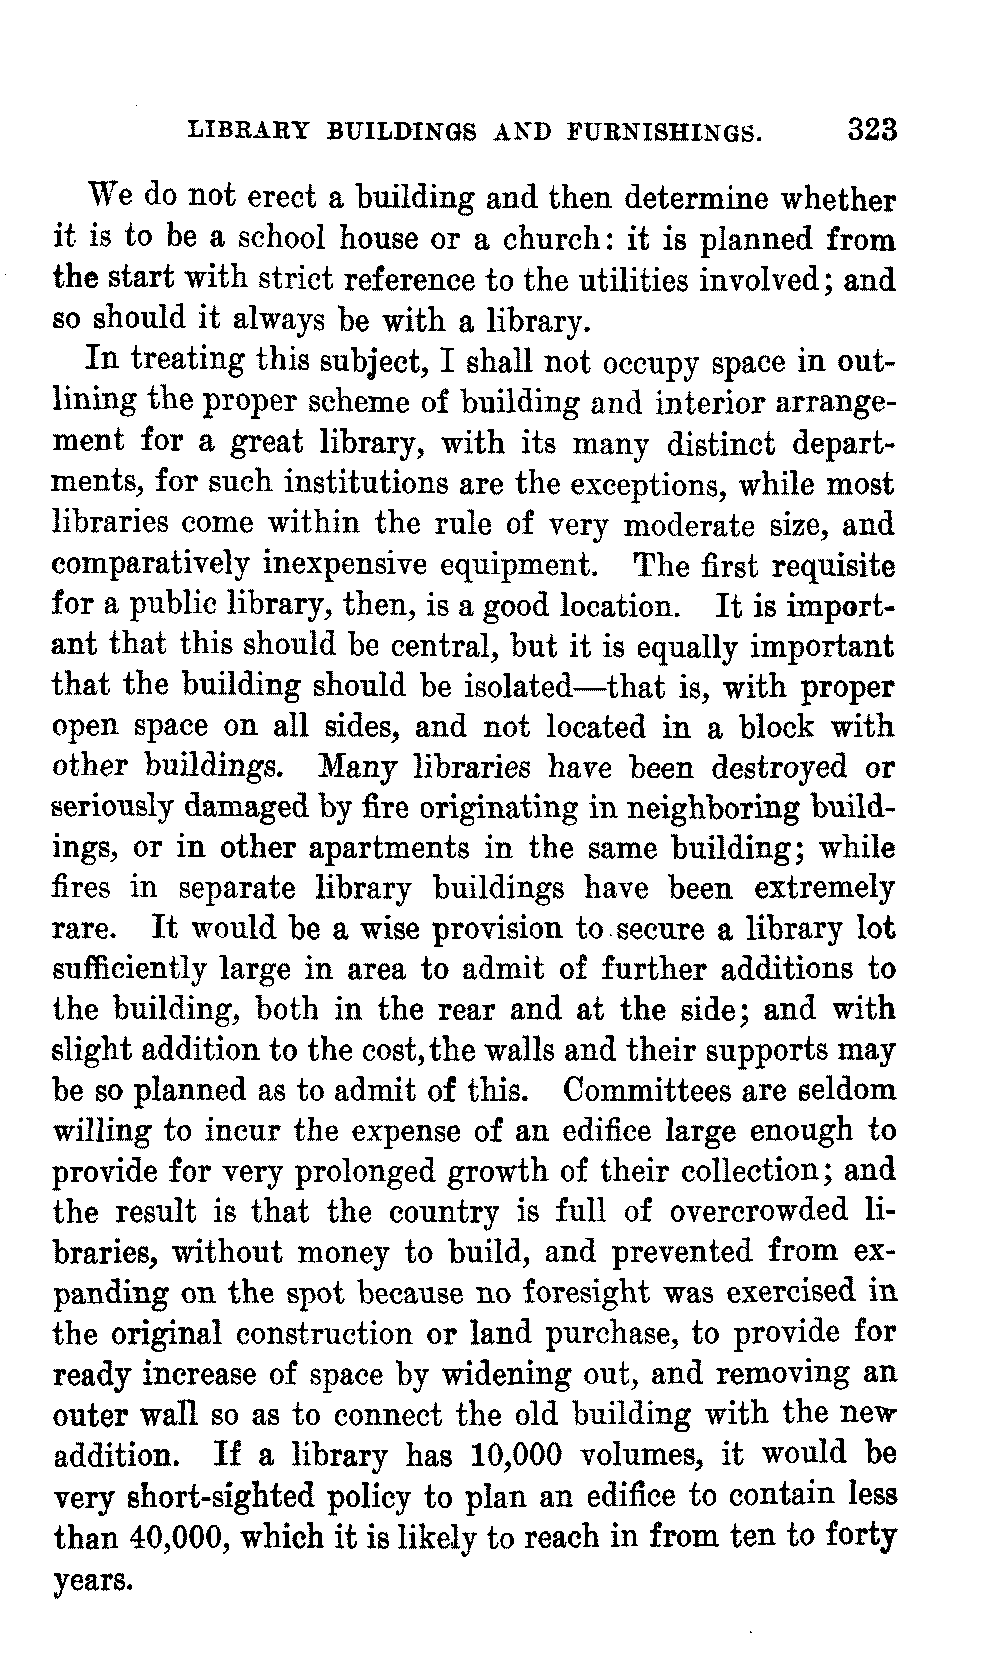 LIBRARY BUILDINGS AND FURNISHINGS. 323
We do not erect a building and then determine whether
it is to be a school house or a church: it is planned from
the start with strict reference to the utilities involved; and
so should it always be with a library.
In treating this subject, I shall not occupy space in out-
lining the proper scheme of building and interior arrange-
ment for a great library, with its many distinct depart-
ments, for such institutions are the exceptions, while most
libraries come within the rule of very moderate size, and
comparatively inexpensive equipment. The first requisite
for a public library, then, is a good location. It is import-
ant that this should be central, but it is equally important
that the building should be isolated—that is, with proper
open space on all sides, and not located in a block with
other buildings. Many libraries have been destroyed or
seriously damaged by fire originating in neighboring build-
ings, or in other apartments in the same building; while
fires in separate library buildings have been extremely
rare. It would be a wise provision to secure a library lot
sufficiently large in area to admit of further additions to
the building, both in the rear and at the side; and with
slight addition to the cost, the walls and their supports may
be so planned as to admit of this. Committees are seldom
willing to incur the expense of an edifice large enough to
provide for very prolonged growth of their collection; and
the result is that the country is full of overcrowded li-
braries, without money to build, and prevented from ex-
panding on the spot because no foresight was exercised in
the original construction or land purchase, to provide for
ready increase of space by widening out, and removing an
outer wall so as to connect the old building with the new
addition. If a library has 10,000 volumes, it would be
very short-sighted policy to plan an edifice to contain less
than 40,000, which it is likely to reach in from ten to forty
years.